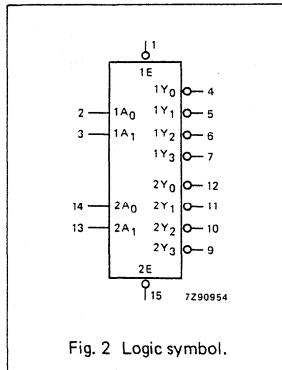 1
1E
1Y0 4
2 1A0 1Y1 5
3 1A1 1Y2 6
1Y3 7
2Y0 12
14 2A0 2Y1 11
13 2A1 2Y2 10
2Y3 9
2E
15 7Z90954
Fig. 2 Logic symbol.